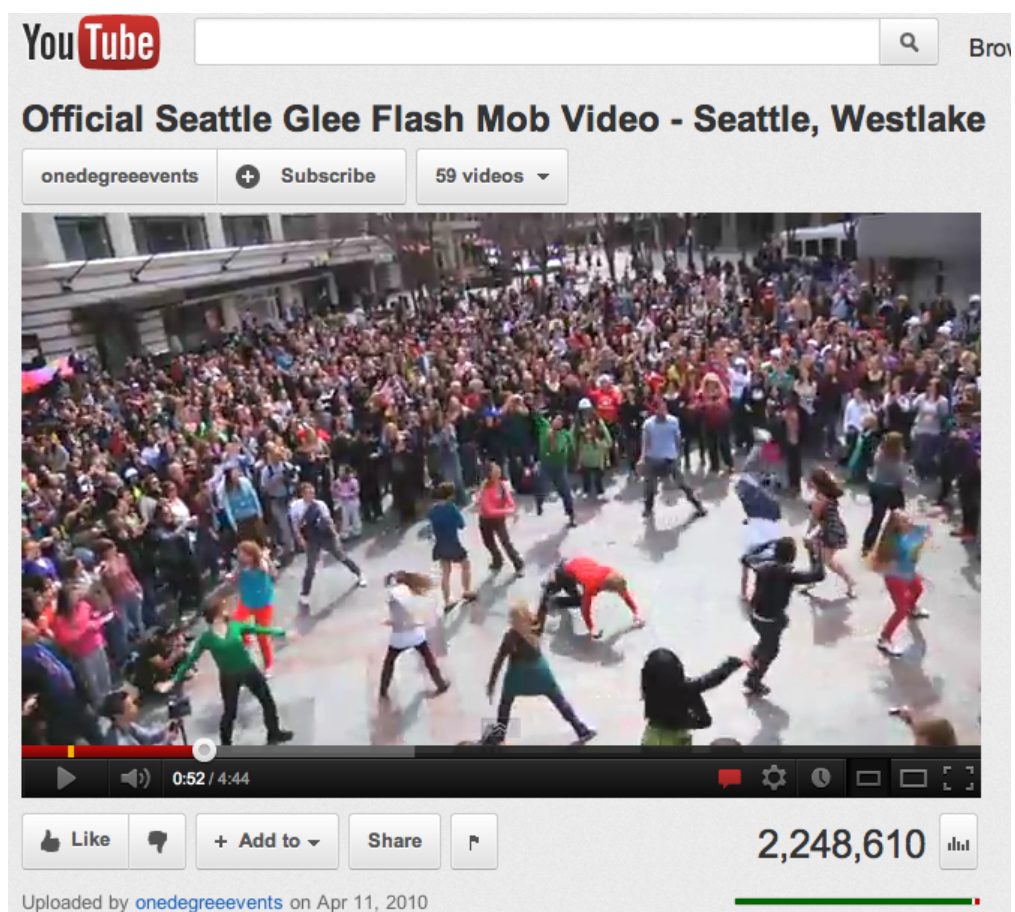 YouTube
Brow
Official Seattle Glee Flash Mob Video - Seattle, Westlake
onedegreeevents Subscribe 59 videos
0:52 / 4:44
Like + Add to Share 2,248,610
Uploaded by onedegreeevents on Apr 11, 2010